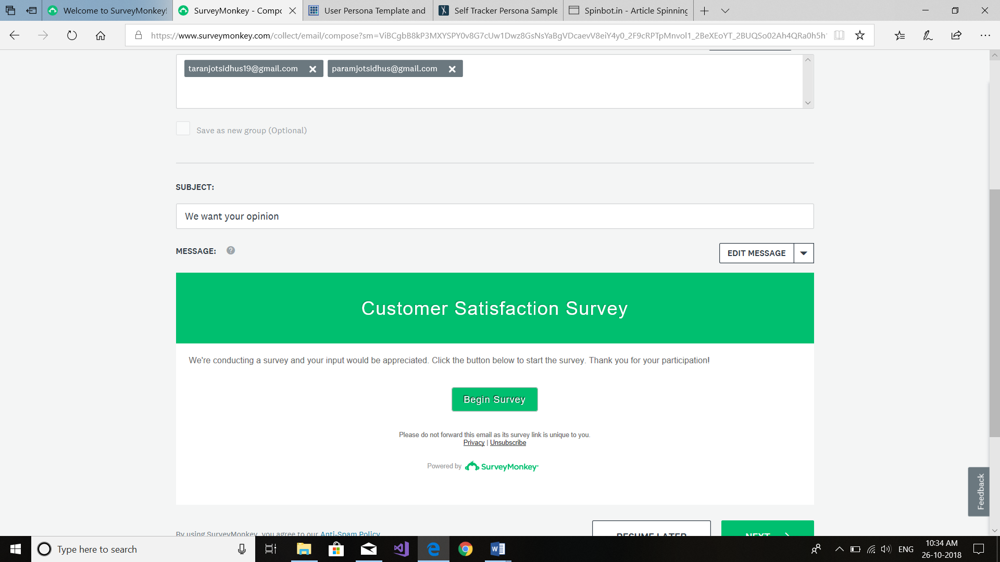 Welcome to SurveyMonkey!
SurveyMonkey - Compo
User Persona Template and
Self Tracker Persona Sample
Spinbot.in - Article Spinning
https://www.surveymonkey.com/collect/email/compose?sm=ViBCgbB8kP3MXYSPY0v8G7cUw1Dwz8GsNsYaBgVDcaevV8eiY4y0_2F9cRPTpMnvol1_2BeXEoYT_2BUQSo02Ah4QRa0h5h
taranjotsidhus19@gmail.com
paramjotsidhus@gmail.com
Save as new group (Optional)
SUBJECT:
We want your opinion
MESSAGE: ?
EDIT MESSAGE
Customer Satisfaction Survey
We're conducting a survey and your input would be appreciated. Click the button below to start the survey. Thank you for your participation!
Begin Survey
Please do not forward this email as its survey link is unique to you.
Privacy | Unsubscribe
Powered by SurveyMonkey
Feedback
By using SurveyMonkey, you agree to our Anti-Spam Policy
RESUME LATER
NEXT
Type here to search
ENG
10:34 AM
26-10-2018